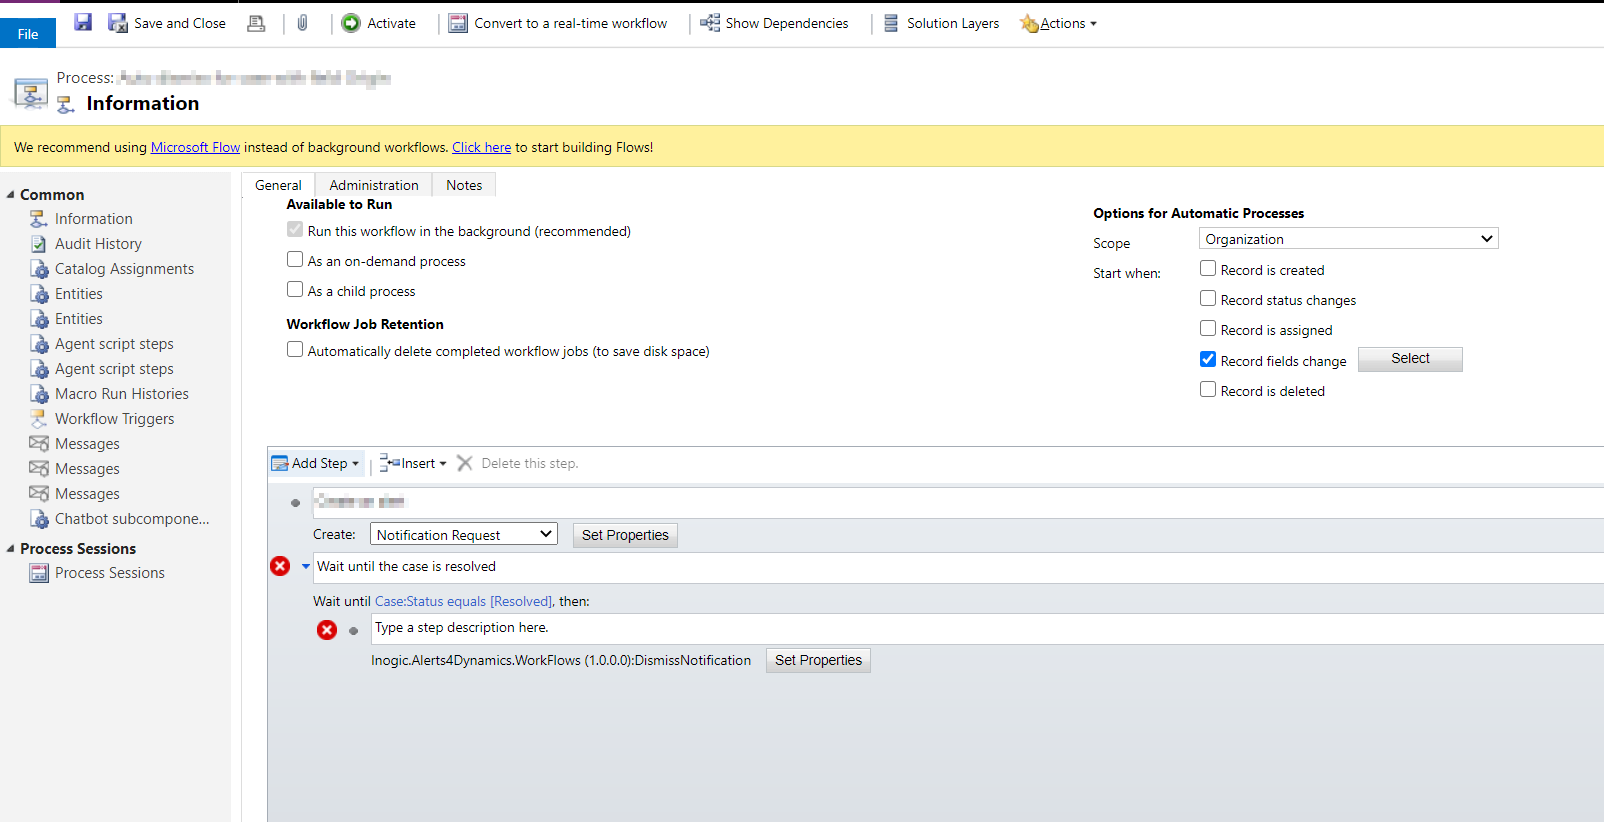 File
Save and Close
Activate
Convert to a real-time workflow
Show Dependencies
Solution Layers
Actions
Process:
Information
We recommend using Microsoft Flow instead of background workflows. Click here to start building Flows!
Common
Information
Audit History
Catalog Assignments
Entities
Entities
Agent script steps
Agent script steps
Macro Run Histories
Workflow Triggers
Messages
Messages
Messages
Chatbot subcompone...
Process Sessions
Process Sessions
General
Administration
Notes
Available to Run
Run this workflow in the background (recommended)
As an on-demand process
As a child process
Workflow Job Retention
Automatically delete completed workflow jobs (to save disk space)
Options for Automatic Processes
Scope
Organization
Start when:
Record is created
Record status changes
Record is assigned
Record fields change
Select
Record is deleted
Add Step
Insert
Delete this step.
Create:
Notification Request
Set Properties
Wait until the case is resolved
Wait until Case:Status equals [Resolved], then:
Type a step description here.
Inogic.Alerts4Dynamics.WorkFlows (1.0.0.0):DismissNotification
Set Properties